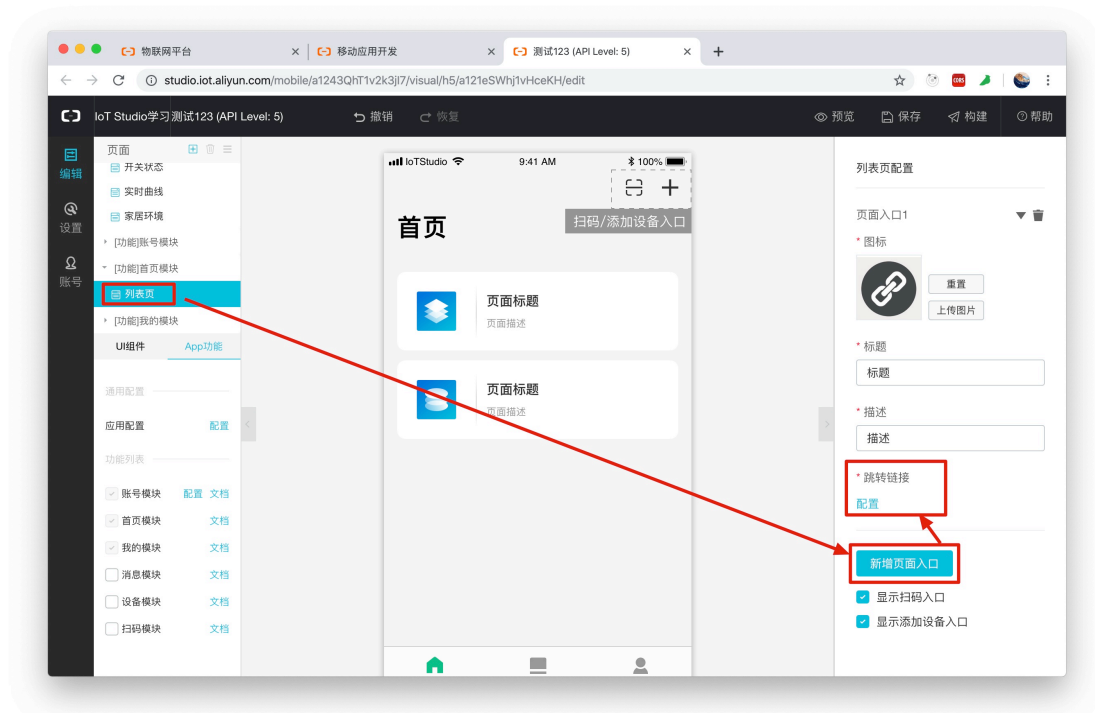 物联网平台
移动应用开发
测试123 (API Level: 5)
studio.iot.aliyun.com/mobile/a1243QhT1v2k3jl7/visual/h5/a121eSWhj1vHceKH/edit
CORS
IoT Studio学习 测试123 (API Level: 5)
撤销
恢复
预览
保存
构建
帮助
编辑
设置
账号
页面
开关状态
实时曲线
家居环境
[功能]账号模块
[功能]首页模块
列表页
[功能]我的模块
UI组件
App功能
通用配置
应用配置 配置
功能列表
账号模块 配置 文档
首页模块 文档
我的模块 文档
消息模块 文档
设备模块 文档
扫码模块 文档
IoTStudio
9:41 AM
100%
扫码/添加设备入口
首页
页面标题
页面描述
页面标题
页面描述
列表页配置
页面入口1
* 图标
重置
上传图片
* 标题
标题
* 描述
描述
* 跳转链接
配置
新增页面入口
显示扫码入口
显示添加设备入口